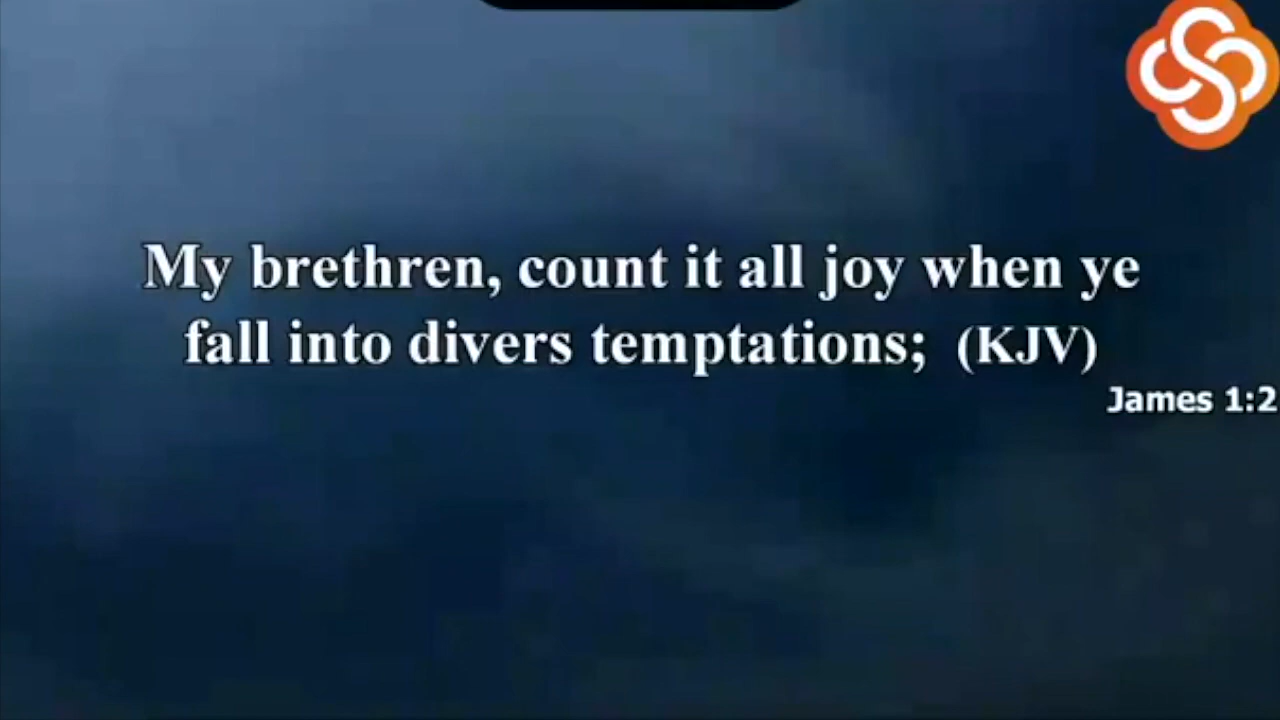 My brethren, count it all joy when ye
fall into divers temptations; (KJV)
James 1:2